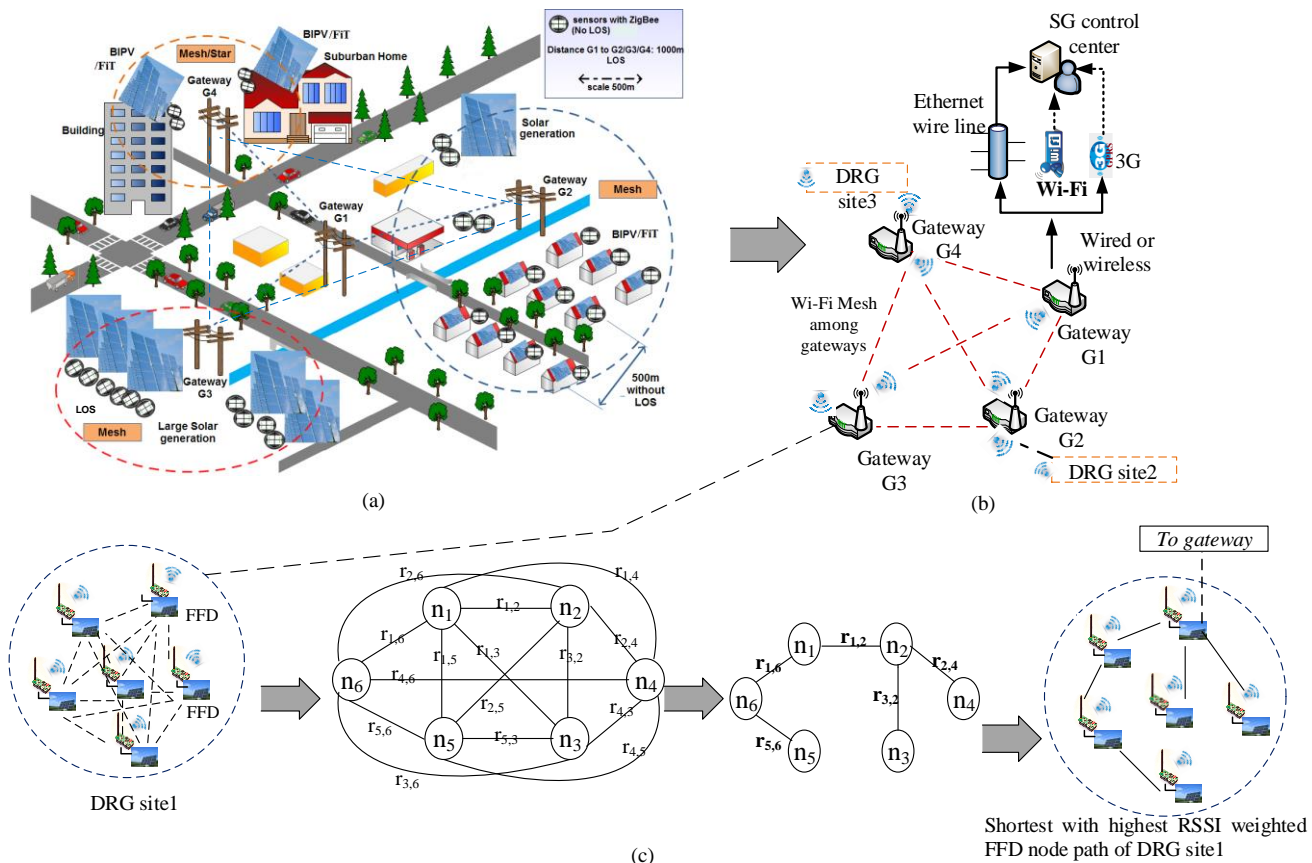 BIPV
/FiT
Mesh/Star
BIPV/FiT
Suburban Home
Gateway
G4
Building
sensors with ZigBee
(No LOS)
Distance G1 to G2/G3/G4: 1000m
LOS
scale 500m
Solar
generation
Gateway
G2
Mesh
Gateway
G1
BIPV/FiT
500m
without
LOS
Gateway
G3
LOS
Mesh
Large Solar
generation
(a)
SG control
center
Ethernet
wire line
Wi-Fi
3G
DRG
site3
Gateway
G4
Wired or
wireless
Wi-Fi Mesh
among
gateways
Gateway
G1
Gateway
G3
Gateway
G2
DRG site2
(b)
FFD
FFD
DRG site1
r2,6
r1,4
n1
r1,2
n2
r1,6
r1,5
r1,3
r3,2
r2,4
n6
r4,6
n4
r5,6
r2,5
r4,3
n5
r5,3
n3
r3,6
r4,5
n1
r1,2
n2
r1,6
r2,4
n6
r3,2
n4
r5,6
n5
n3
To gateway
Shortest with highest RSSI weighted
FFD node path of DRG site1
(c)